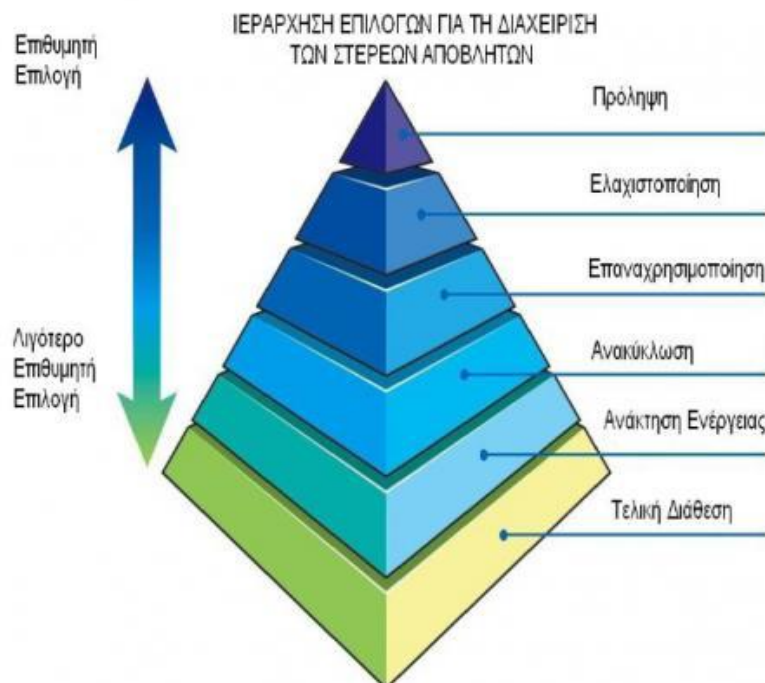 ΙΕΡΑΡΧΗΣΗ ΕΠΙΛΟΓΩΝ ΓΙΑ ΤΗ ΔΙΑΧΕΙΡΙΣΗ
ΤΩΝ ΣΤΕΡΕΩΝ ΑΠΟΒΛΗΤΩΝ
Επιθυμητή
Επιλογή
Πρόληψη
Ελαχιστοποίηση
Επαναχρησιμοποίηση
Λιγότερο
Επιθυμητή
Επιλογή
Ανακύκλωση
Ανάκτηση Ενέργειας
Τελική Διάθεση